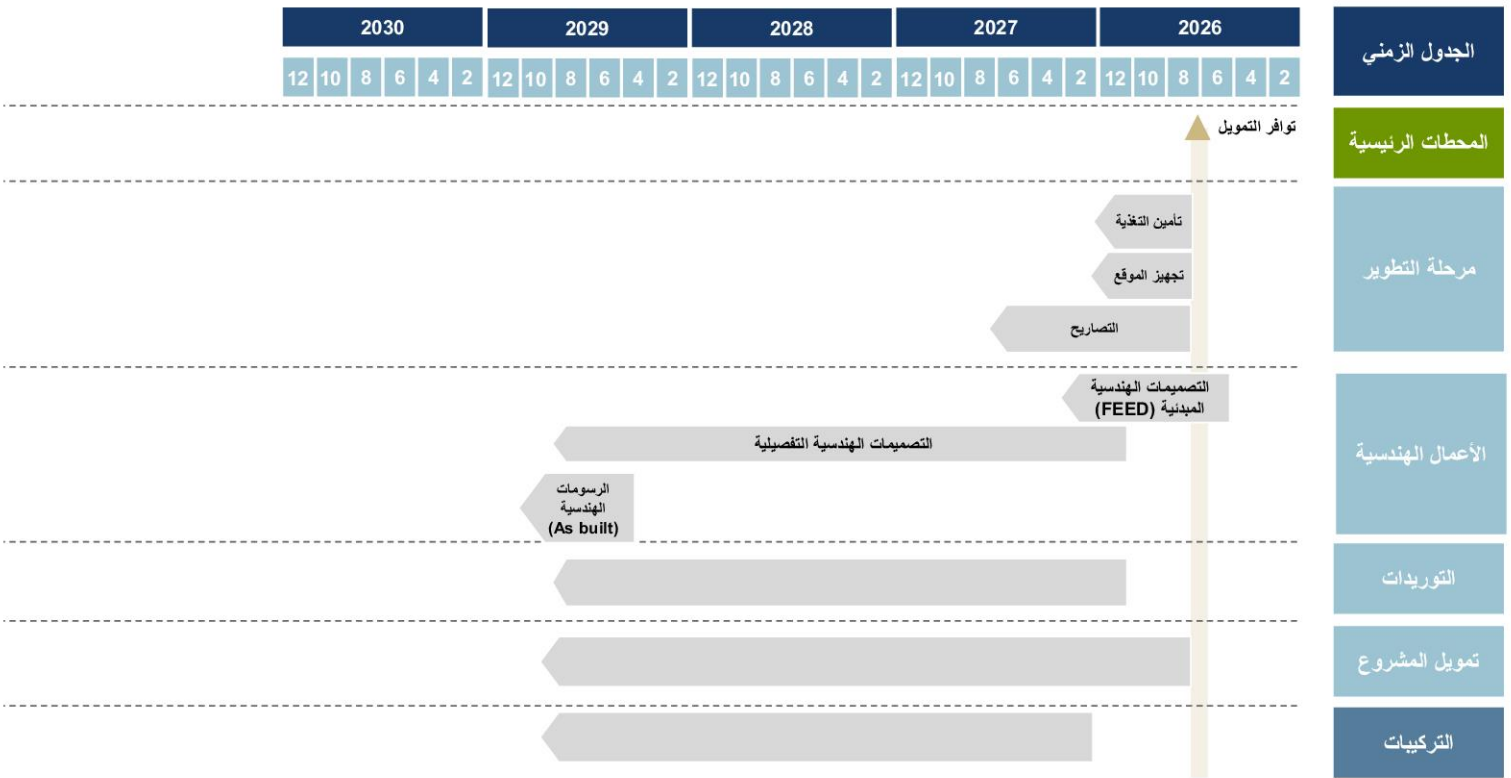 الجدول الزمني
2026 2027 2028 2029 2030
2 4 6 8 10 12 2 4 6 8 10 12 2 4 6 8 10 12 2 4 6 8 10 12 2 4 6 8 10 12
المحطات الرئيسية
توافر التمويل
مرحلة التطوير
تأمين التغذية
تجهيز الموقع
التصاريح
الأعمال الهندسية
التصميمات الهندسية
المبدئية (FEED)
التصميمات الهندسية التفصيلية
الرسومات
الهندسية
(As built)
التوريدات
تمويل المشروع
التركيبات